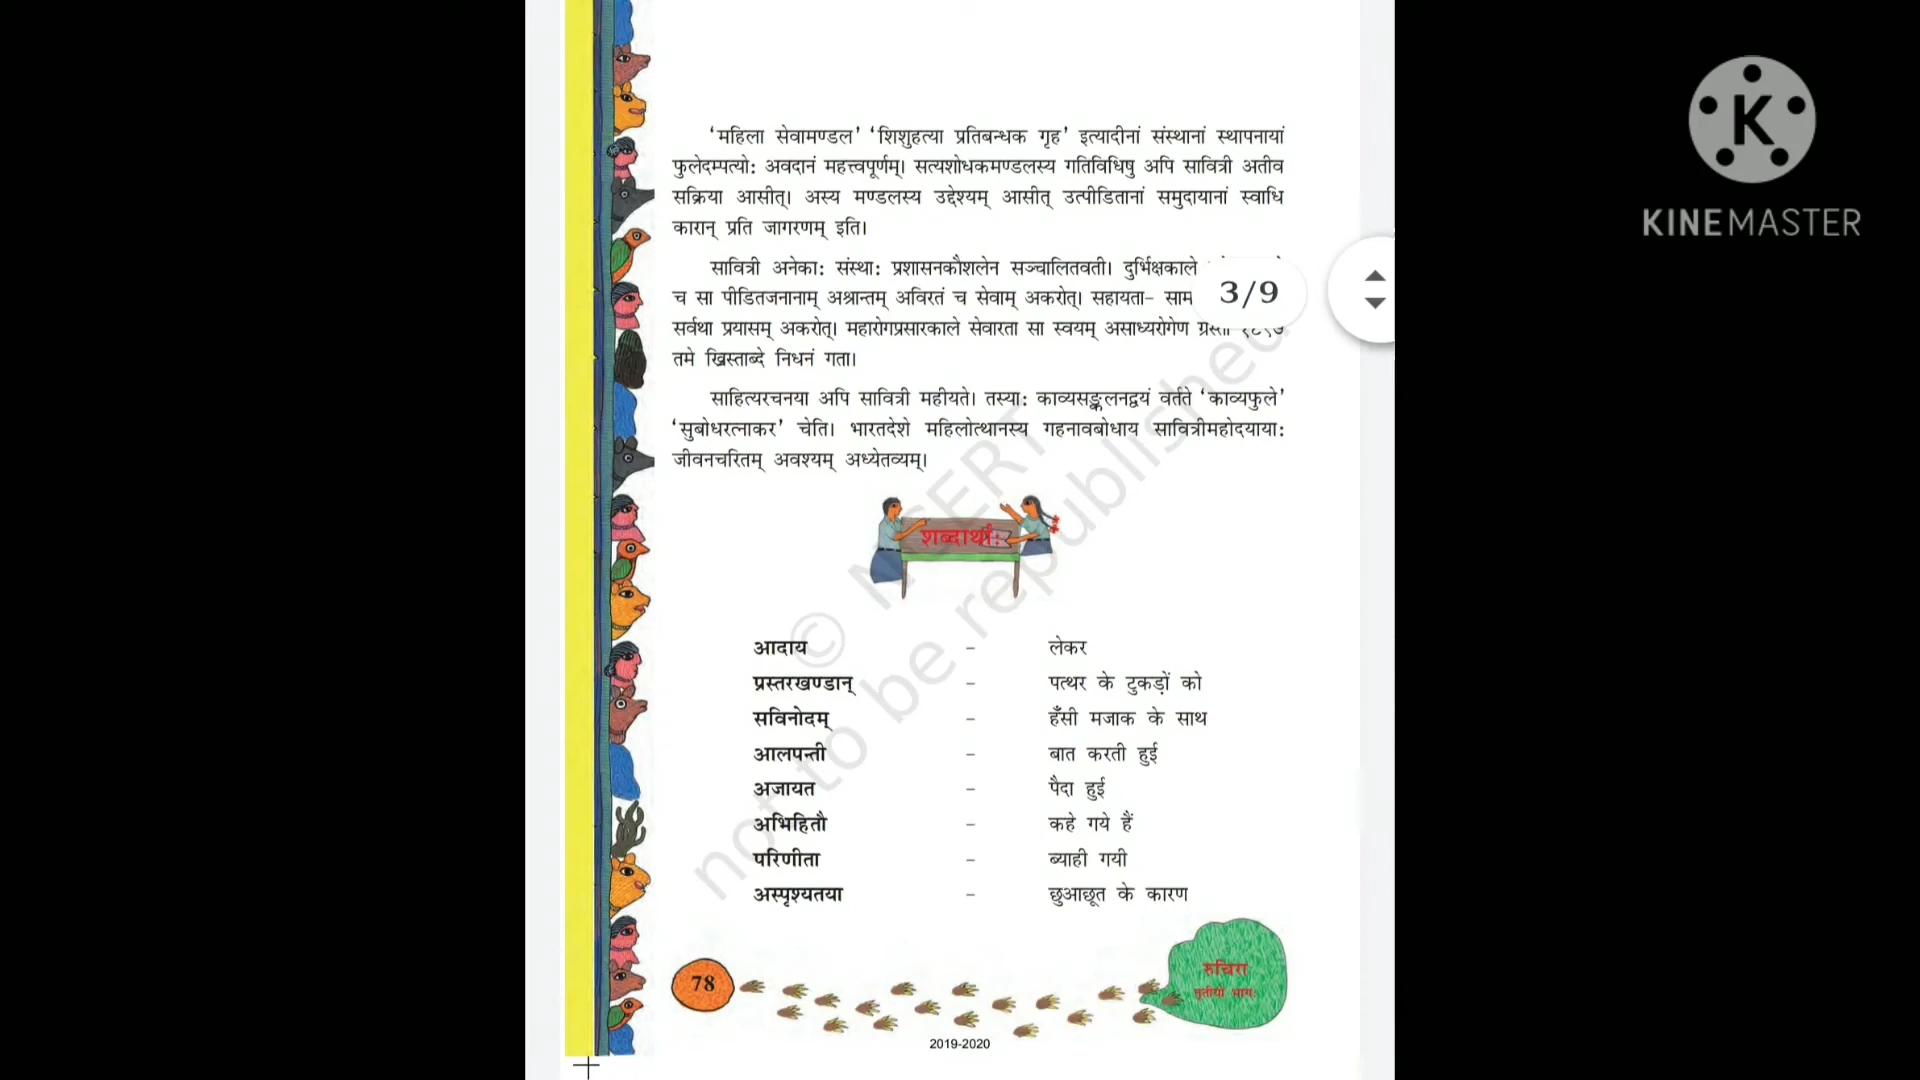 'महिला सेवामण्डल' 'शिशुहत्या प्रतिबन्धक गृह' इत्यादीनां संस्थानां स्थापनायां
फुलेदम्पत्यो: अवदानं महत्त्वपूर्णम्। सत्यशोधकमण्डलस्य गतिविधिषु अपि सावित्री अतीव
सक्रिया आसीत्। अस्य मण्डलस्य उद्देश्यम् आसीत् उत्पीडितानां समुदायानां स्वाधि
कारान् प्रति जागरणम् इति।
सावित्री अनेका: संस्था: प्रशासनकौशलेन सञ्चालितवती। दुर्भिक्षकाले
च सा पीडितजनानाम् अश्रान्तम् अविरतं च सेवाम् अकरोत्। सहायता-
सर्वथा प्रयासम् अकरोत्। महारोगप्रसारकाले सेवारता सा स्वयम् असाध्यरोगेण ग्रस्ता
तमे ख्रिस्ताब्दे निधनं गता।
साहित्यरचनया अपि सावित्री महीयते। तस्या: काव्यसङ्कलनद्वयं वर्तते 'काव्यफुले'
'सुबोधरत्नाकर' चेति। भारतदेशे महिलोत्थानस्य गहनावबोधाय सावित्रीमहोदयाया:
जीवनचरितम् अवश्यम् अध्येतव्यम्।
शब्दार्था:
आदाय - लेकर
प्रस्तरखण्डान् - पत्थर के टुकड़ों को
सविनोदम् - हँसी मजाक के साथ
आलपन्ती - बात करती हुई
अजायत - पैदा हुई
अभिहितौ - कहे गये हैं
परिणीता - ब्याही गयी
अस्पृश्यतया - छुआछूत के कारण
78
रुचिरा
तृतीयो भाग:
2019-2020
© NCERT
not to be republished
3/9
K
KINEMASTER